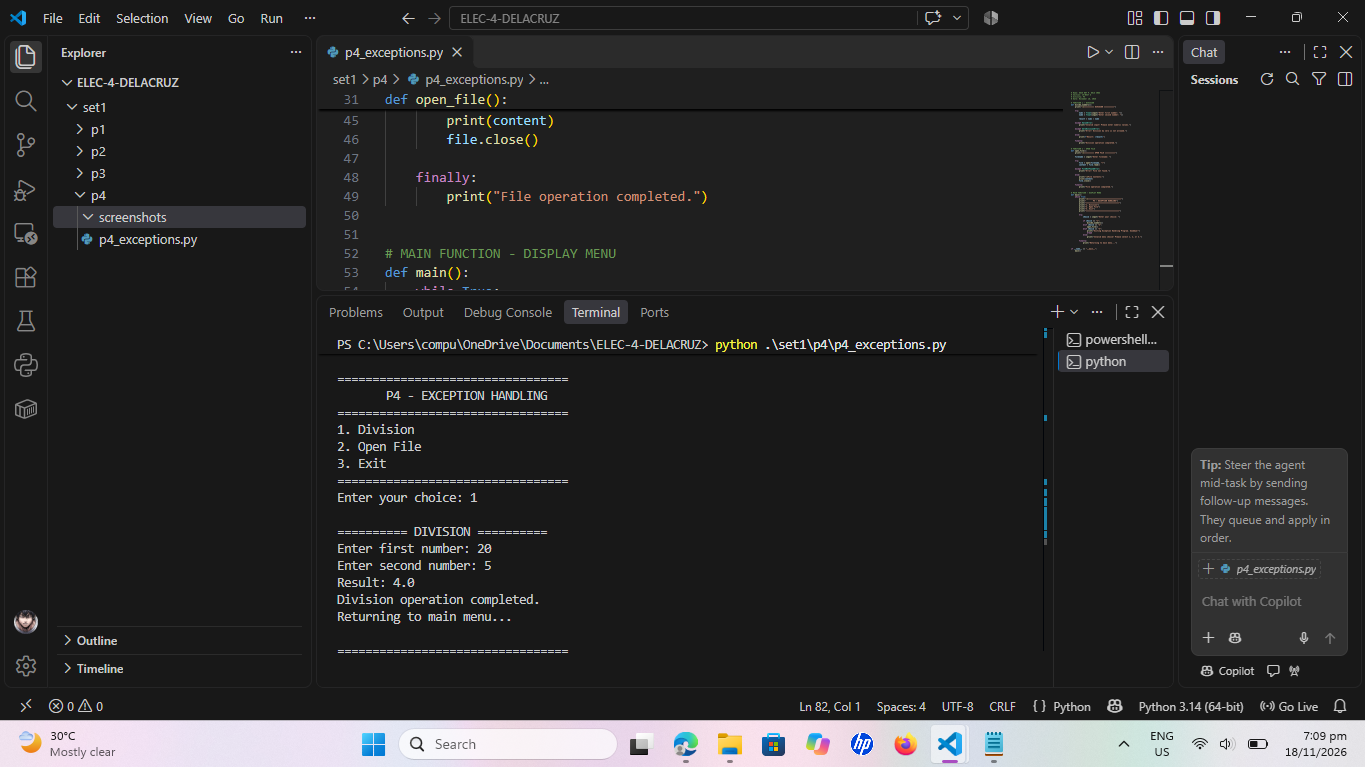 File Edit Selection View Go Run ...
ELEC-4-DELACRUZ
Explorer
ELEC-4-DELACRUZ
set1
p1
p2
p3
p4
screenshots
p4_exceptions.py
Outline
Timeline
p4_exceptions.py
set1 > p4 > p4_exceptions.py > ...
31 def open_file():
45 print(content)
46 file.close()
47
48 finally:
49 print("File operation completed.")
50
51
52 # MAIN FUNCTION - DISPLAY MENU
53 def main():
54 while True:
Problems Output Debug Console Terminal Ports
PS C:\Users\compu\OneDrive\Documents\ELEC-4-DELACRUZ> python .\set1\p4\p4_exceptions.py
=================================
P4 - EXCEPTION HANDLING
=================================
1. Division
2. Open File
3. Exit
=================================
Enter your choice: 1
========== DIVISION ==========
Enter first number: 20
Enter second number: 5
Result: 4.0
Division operation completed.
Returning to main menu...
=================================
powershell...
python
Chat
Sessions
Tip: Steer the agent
mid-task by sending
follow-up messages.
They queue and apply in
order.
p4_exceptions.py
Chat with Copilot
Copilot
0 0
Ln 82, Col 1 Spaces: 4 UTF-8 CRLF {} Python Python 3.14 (64-bit) Go Live
30°C
Mostly clear
Search
hp
ENG
US
7:09 pm
18/11/2026